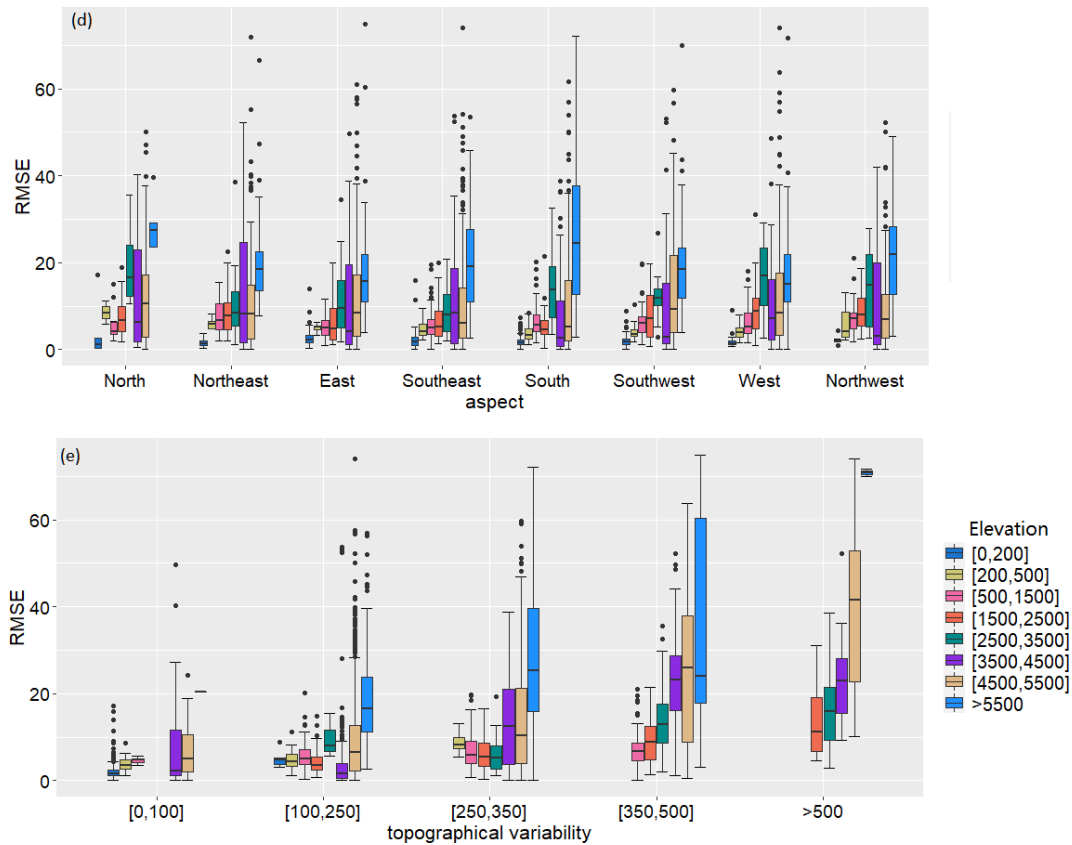 (d)
60
40
20
0
RMSE
North Northeast East Southeast South Southwest West Northwest
aspect
(e)
60
40
20
0
RMSE
[0,100] [100,250] [250,350] [350,500] >500
topographical variability
Elevation
[0,200]
[200,500]
[500,1500]
[1500,2500]
[2500,3500]
[3500,4500]
[4500,5500]
>5500